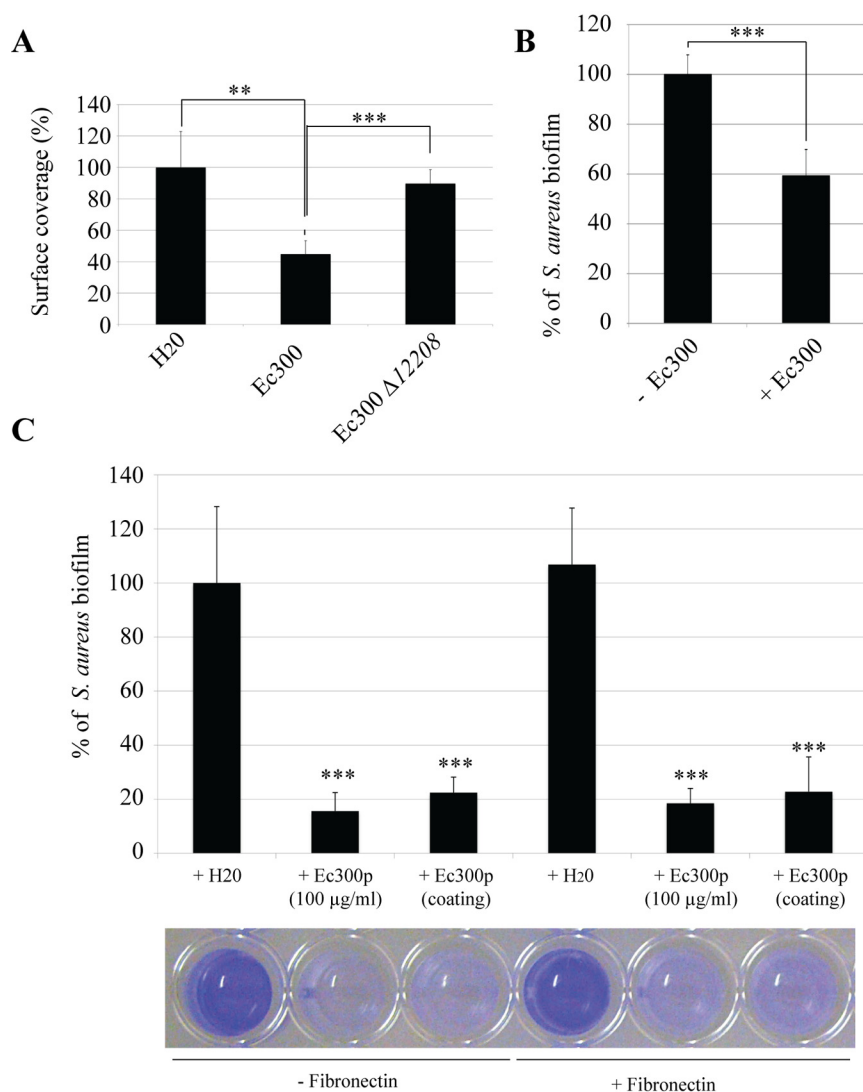 A
Surface coverage (%)
** ***
140
120
100
80
60
40
20
0
H20
Ec300
Ec300 Δ12208
B
% of S. aureus biofilm
***
120
100
80
60
40
20
0
- Ec300
+ Ec300
C
% of S. aureus biofilm
140
120
100
80
60
40
20
0
*** *** *** ***
+ H20
+ Ec300p
(100 µg/ml)
+ Ec300p
(coating)
+ H20
+ Ec300p
(100 µg/ml)
+ Ec300p
(coating)
- Fibronectin
+ Fibronectin